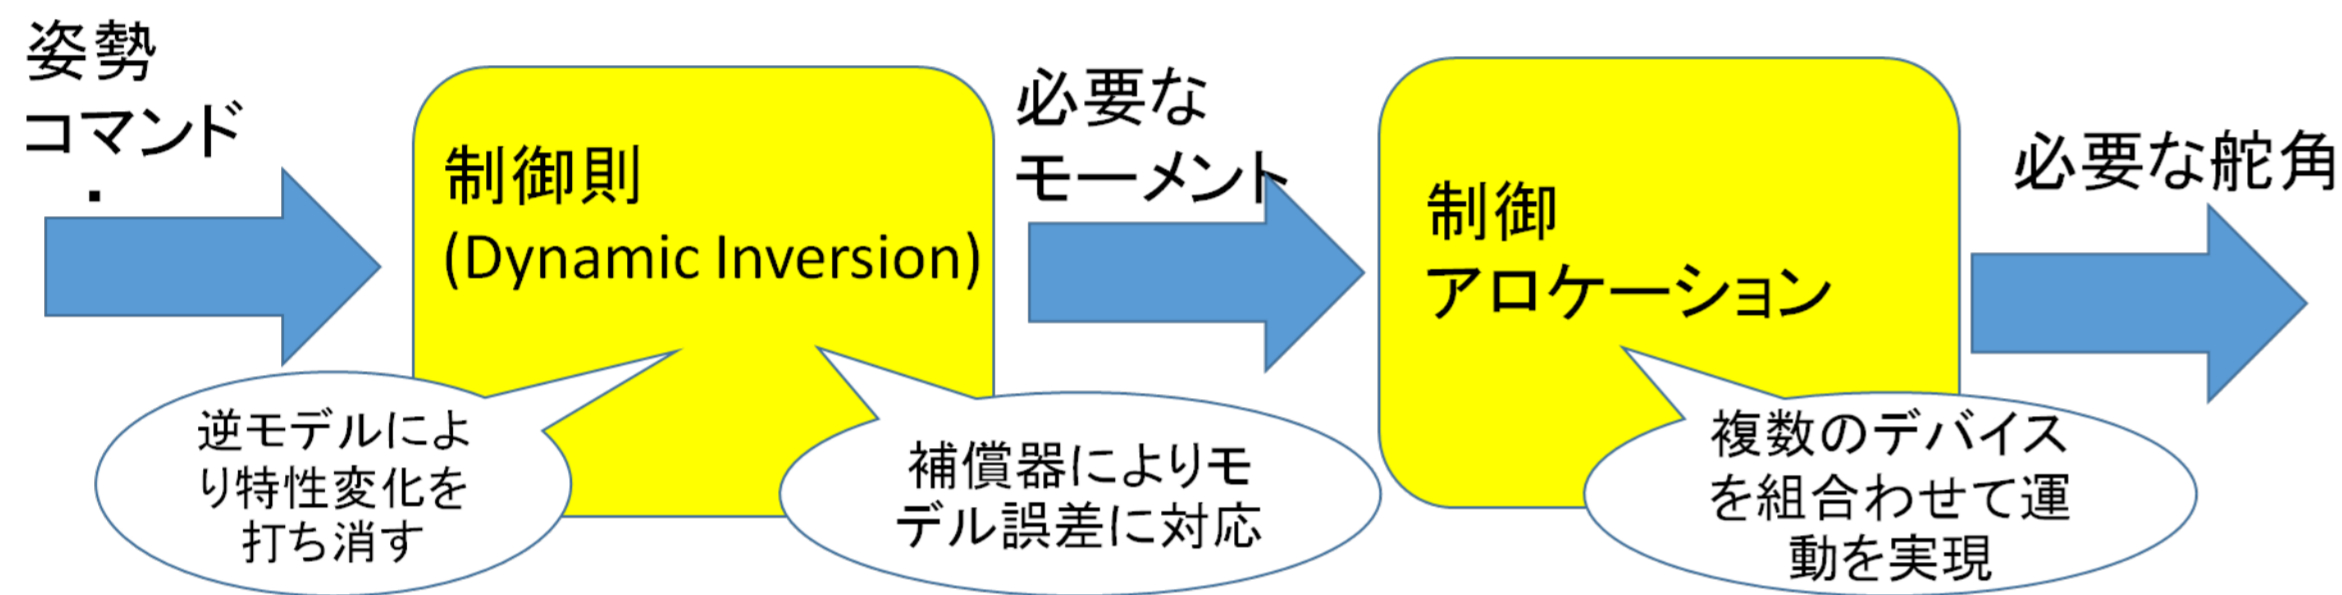 姿勢
コマンド
・
制御則
(Dynamic Inversion)
逆モデルによ
り特性変化を
打ち消す
補償器によりモ
デル誤差に対応
必要な
モーメント
制御
アロケーション
複数のデバイス
を組合わせて運
動を実現
必要な舵角